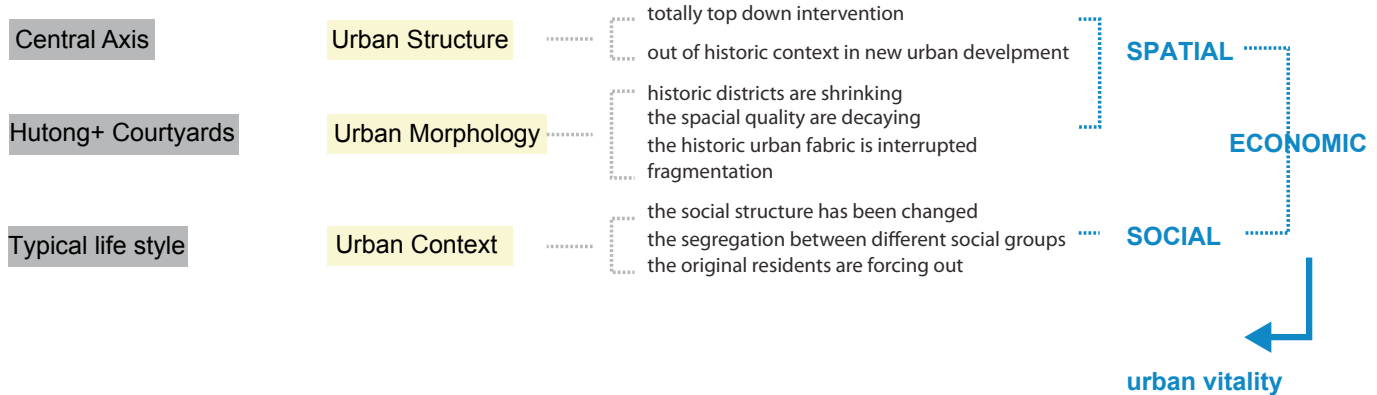 Central Axis
Urban Structure
totally top down intervention
out of historic context in new urban develpment
SPATIAL
Hutong+ Courtyards
Urban Morphology
historic districts are shrinking
the spacial quality are decaying
the historic urban fabric is interrupted
fragmentation
ECONOMIC
Typical life style
Urban Context
the social structure has been changed
the segregation between different social groups
the original residents are forcing out
SOCIAL
urban vitality